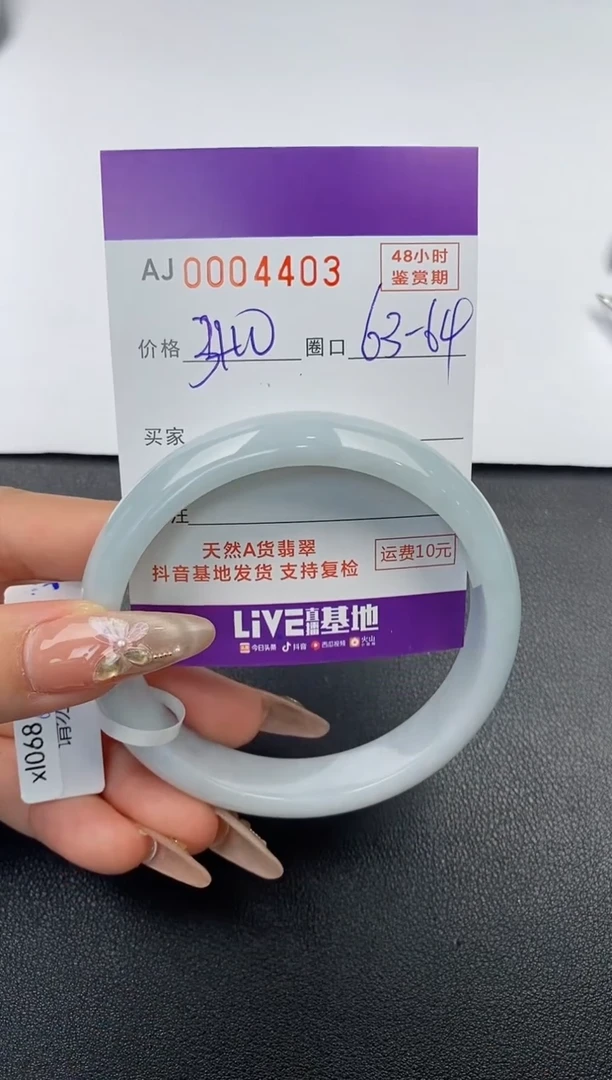 AJ 0004403
48小时
鉴赏期
价格 圈口 63-64
买家
注
天然A货翡翠
抖音基地发货 支持复检
运费10元
LiVE直播基地
今日头条 抖音 西瓜视频 火山
xl068